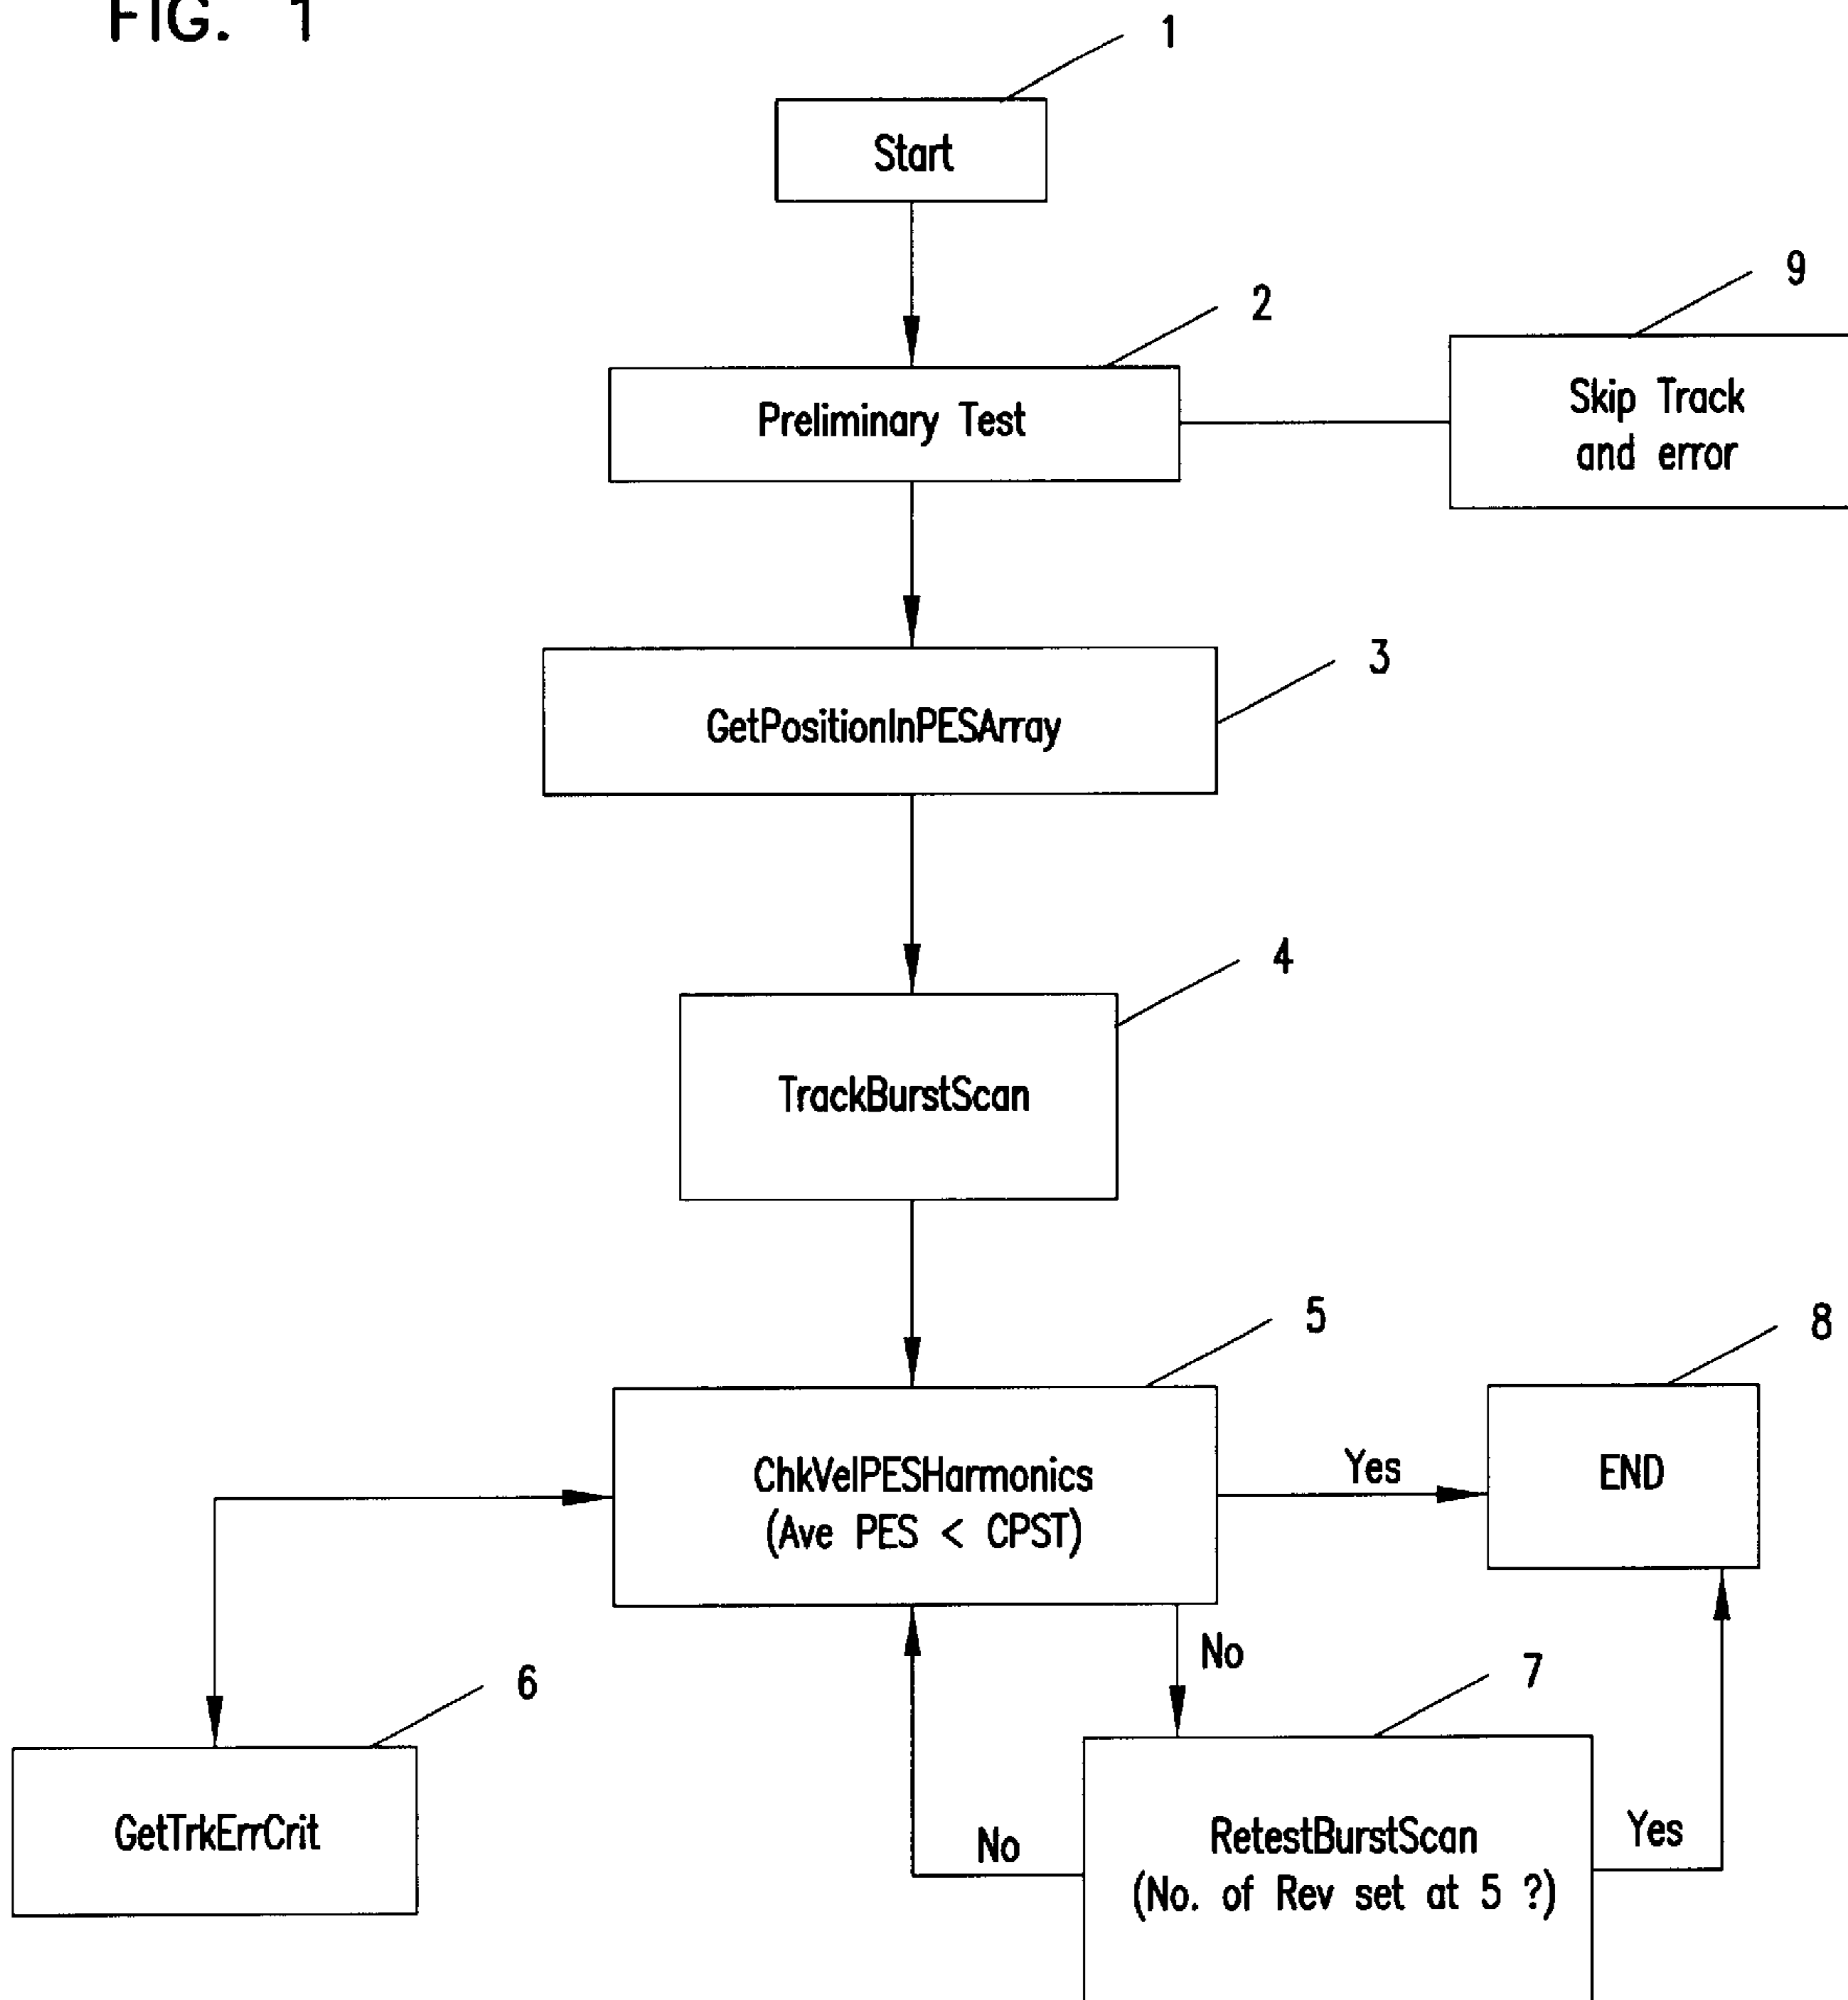 FIG. 1
1
Start
2
9
Preliminary Test
Skip Track
and error
3
GetPositionInPESArray
4
TrackBurstScan
5
8
ChkVelPESHarmonics
(Ave PES < CPST)
Yes
END
No
6
7
GetTrkErrCrit
No
RetestBurstScan
(No. of Rev set at 5 ?)
Yes